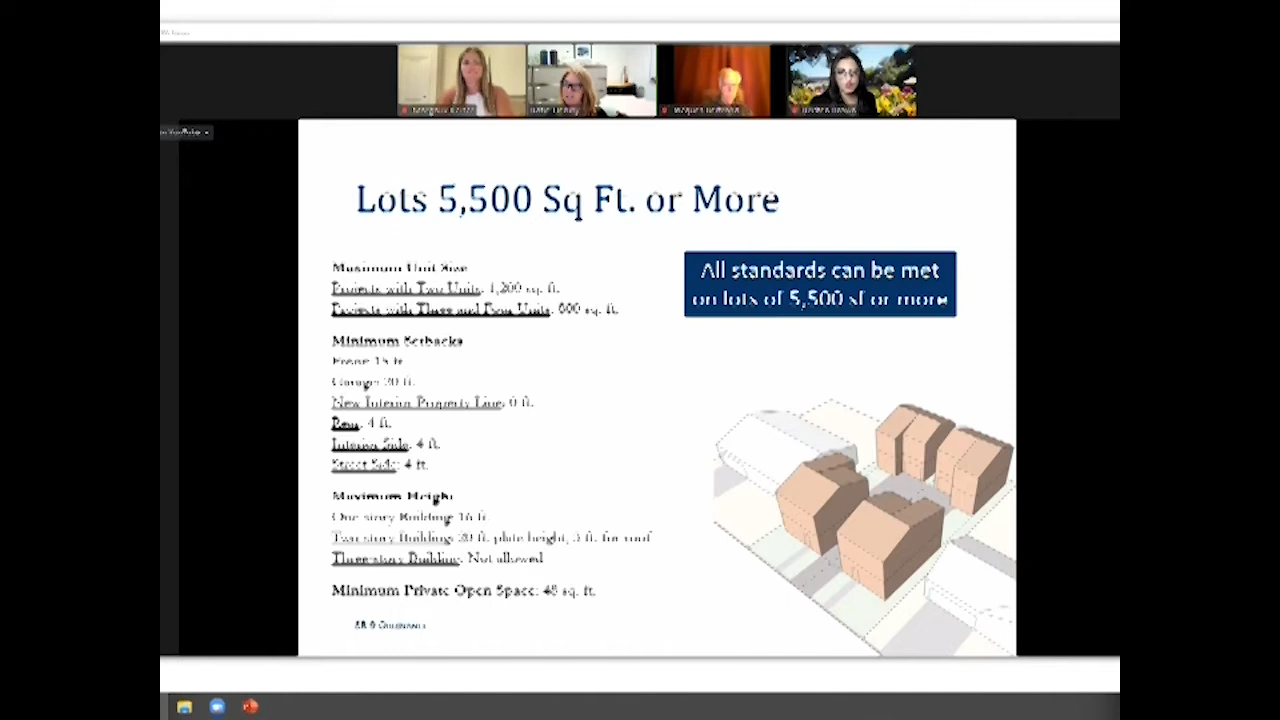 Lots 5,500 Sq Ft. or More
Maximum Unit Size
Projects with Two Units: 1,200 sq. ft.
Projects with Three and Four Units: 800 sq. ft.
Minimum Setbacks
Front: 15 ft.
Garage: 20 ft.
New Interior Property Line: 0 ft.
Rear: 4 ft.
Interior Side: 4 ft.
Street Side: 4 ft.
Maximum Height
One-story Building: 16 ft.
Two-story Building: 20 ft. plate height, 5 ft. for roof
Three-story Building: Not allowed
Minimum Private Open Space: 48 sq. ft.
All standards can be met
on lots of 5,500 sf or more
SB 9 Ordinance